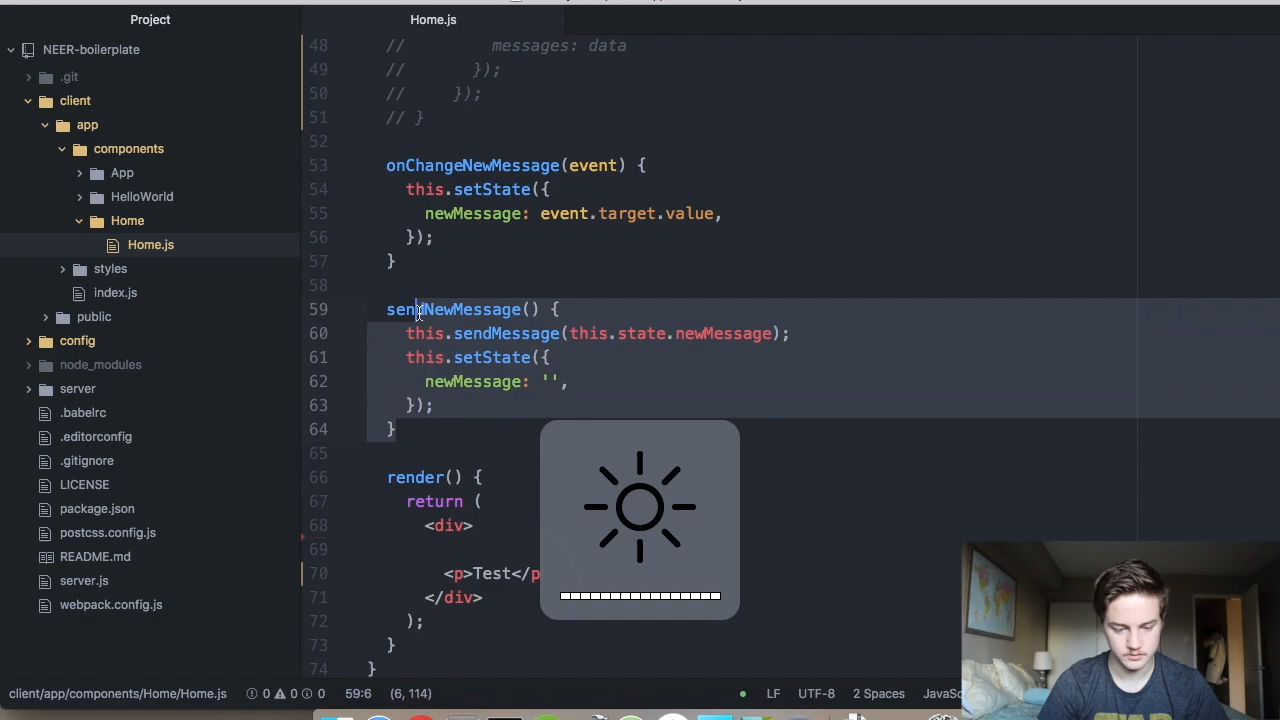 Project
Home.js
NEER-boilerplate
.git
client
app
components
App
HelloWorld
Home
Home.js
styles
index.js
public
config
node_modules
server
.babelrc
.editorconfig
.gitignore
LICENSE
package.json
postcss.config.js
README.md
server.js
webpack.config.js
48 // messages: data
49 // });
50 // });
51 // }
52
53 onChangeNewMessage(event) {
54 this.setState({
55 newMessage: event.target.value,
56 });
57 }
58
59 sendNewMessage() {
60 this.sendMessage(this.state.newMessage);
61 this.setState({
62 newMessage: '',
63 });
64 }
65
66 render() {
67 return (
68 <div>
69
70 <p>Test</p
71 </div>
72 );
73 }
74 }
client/app/components/Home/Home.js 0 0 0 59:6 (6, 114) LF UTF-8 2 Spaces JavaSc